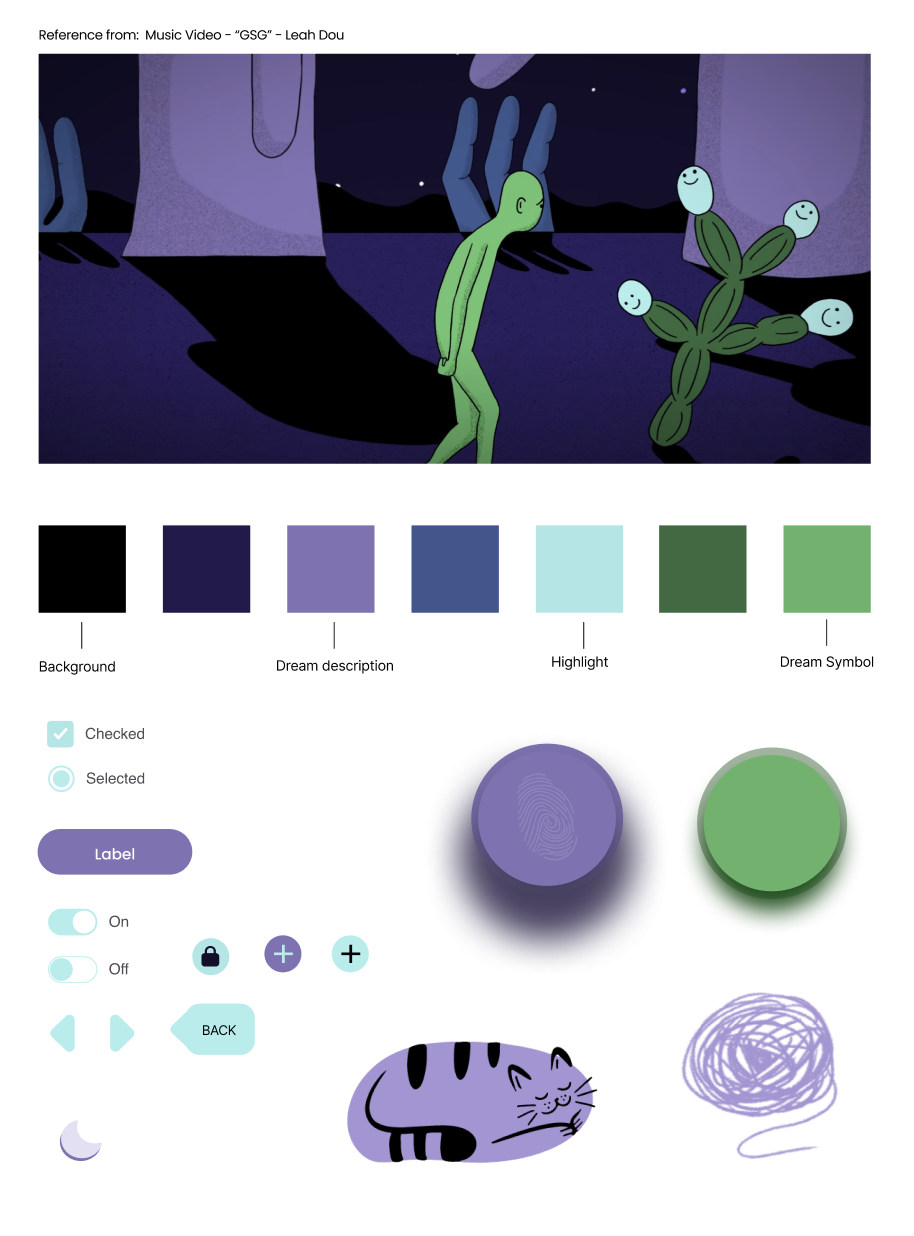 Reference from:  Music Video - “GSG” - Leah Dou
Background
Dream description
Highlight
Dream Symbol
Checked
Selected
Label
On
Off
BACK